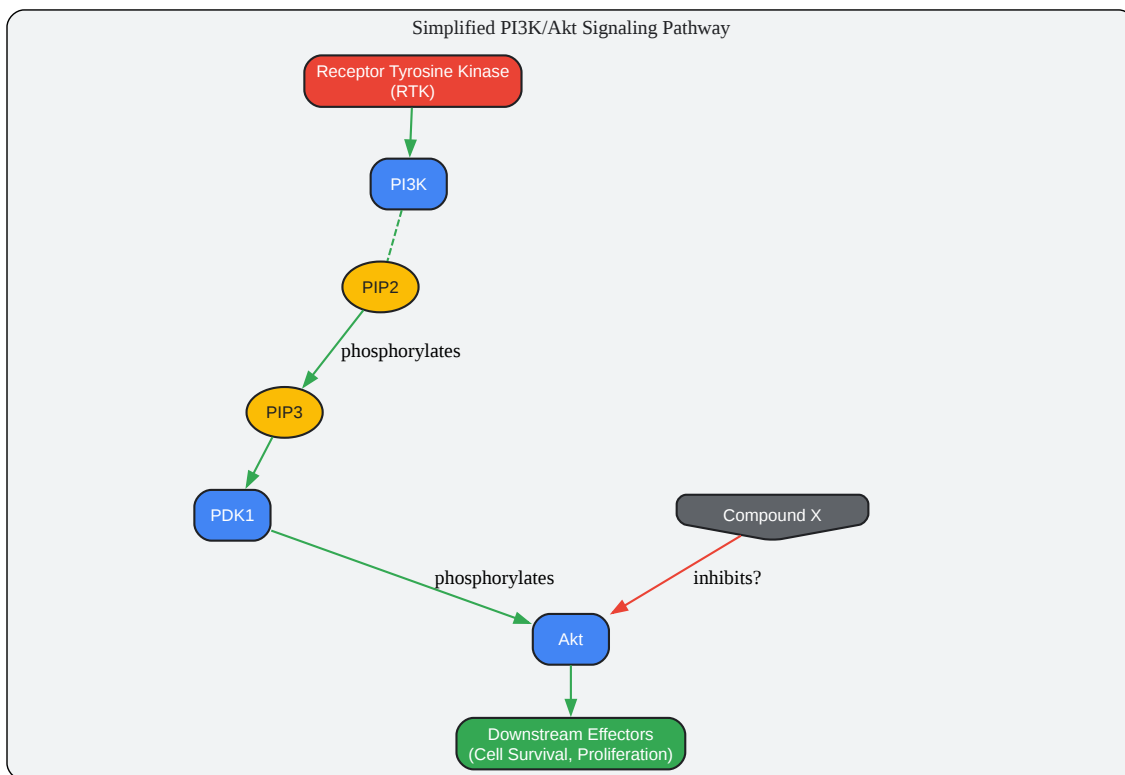 Simplified PI3K/Akt Signaling Pathway
Receptor Tyrosine Kinase
(RTK)
PI3K
PIP2
phosphorylates
PIP3
PDK1
Compound X
phosphorylates
inhibits?
Akt
Downstream Effectors
(Cell Survival, Proliferation)